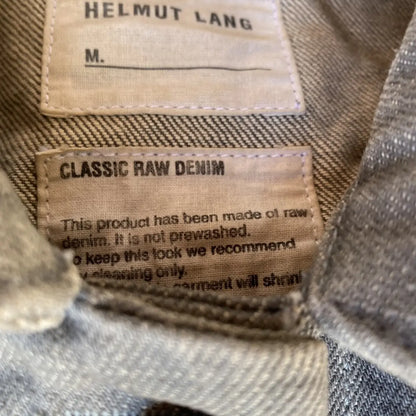 HELMUT LANG
M.
CLASSIC RAW DENIM
This product has been made of raw
denim. It is not prewashed.
To keep this look we recommend
cleaning only.
garment will shrink